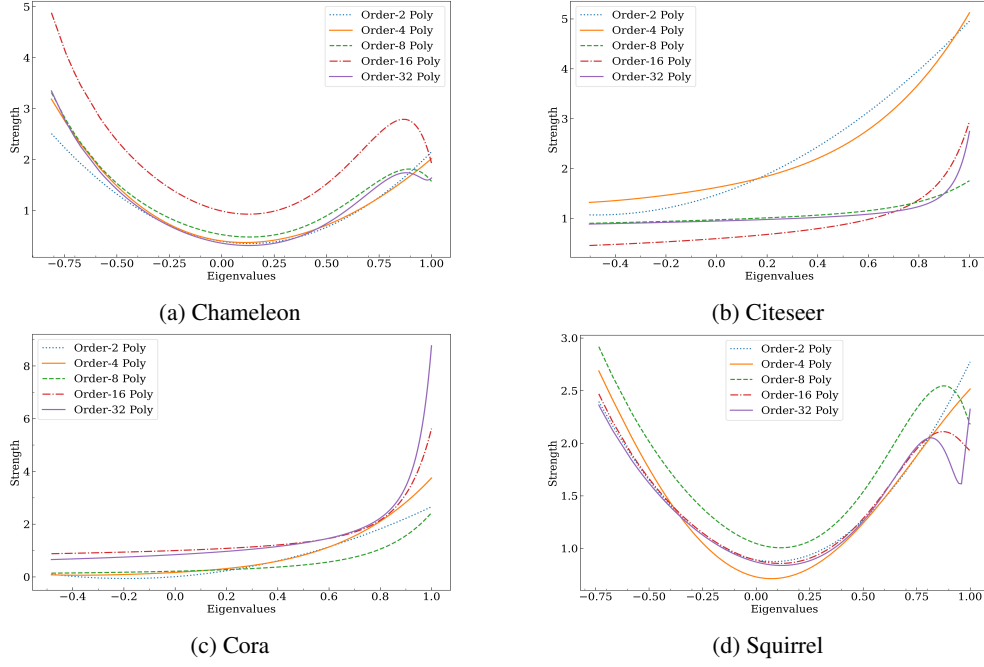 5
4
3
2
1
Strength
−0.75
−0.50
−0.25
0.00
0.25
0.50
0.75
1.00
Eigenvalues
Order-2 Poly
Order-4 Poly
Order-8 Poly
Order-16 Poly
Order-32 Poly
(a) Chameleon
5
4
3
2
1
Strength
−0.4
−0.2
0.0
0.2
0.4
0.6
0.8
1.0
Eigenvalues
Order-2 Poly
Order-4 Poly
Order-8 Poly
Order-16 Poly
Order-32 Poly
(b) Citeseer
8
6
4
2
0
Strength
−0.4
−0.2
0.0
0.2
0.4
0.6
0.8
1.0
Eigenvalues
Order-2 Poly
Order-4 Poly
Order-8 Poly
Order-16 Poly
Order-32 Poly
(c) Cora
3.0
2.5
2.0
1.5
1.0
Strength
−0.75
−0.50
−0.25
0.00
0.25
0.50
0.75
1.00
Eigenvalues
Order-2 Poly
Order-4 Poly
Order-8 Poly
Order-16 Poly
Order-32 Poly
(d) Squirrel